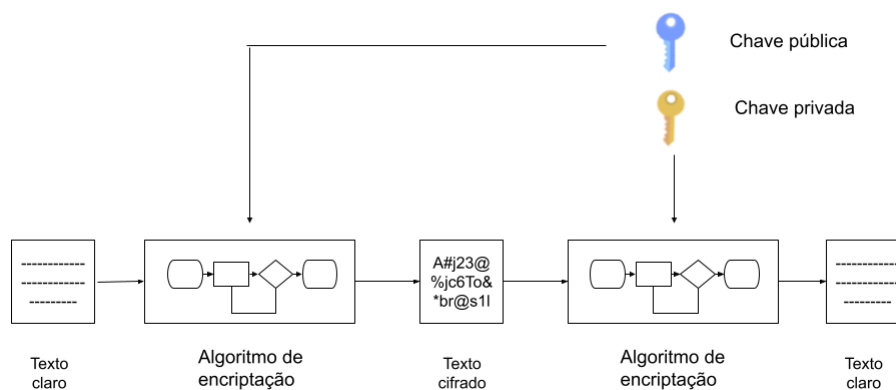 Chave pública
Chave privada
A#j23@
%jc6To&
*br@s1l
Texto
claro
Algoritmo de
encriptação
Texto
cifrado
Algoritmo de
encriptação
Texto
claro